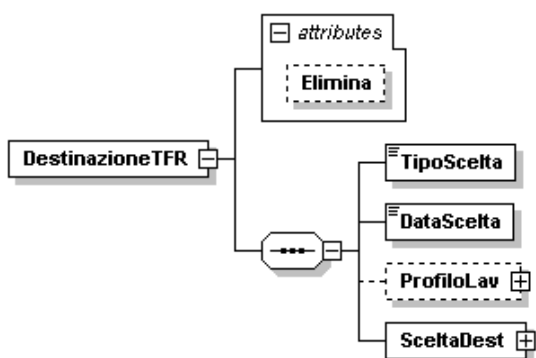 attributes
Elimina
DestinazioneTFR
TipoScelta
DataScelta
ProfiloLav
SceltaDest